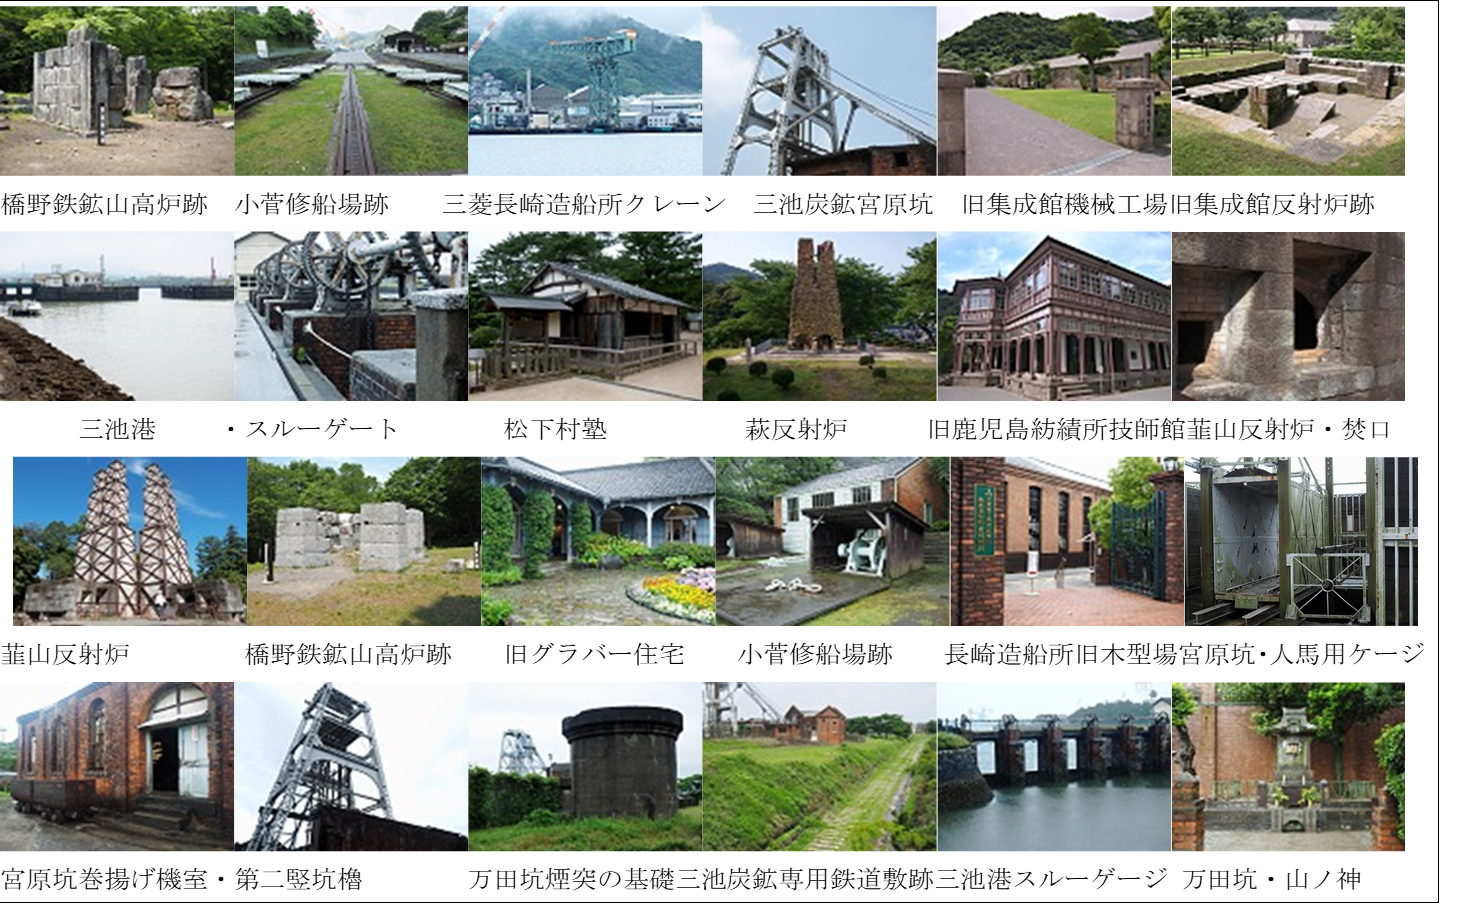 橋野鉄鉱山高炉跡 小菅修船場跡 三菱長崎造船所クレーン 三池炭鉱宮原坑 旧集成館機械工場旧集成館反射炉跡
三池港 ・スルーゲート 松下村塾 萩反射炉 旧鹿児島紡績所技師館韮山反射炉・焚口
韮山反射炉 橋野鉄鉱山高炉跡 旧グラバー住宅 小菅修船場跡 長崎造船所旧木型場宮原坑・人馬用ケージ
宮原坑巻揚げ機室・第二竪坑櫓 万田坑煙突の基礎三池炭鉱専用鉄道敷跡三池港スルーゲージ 万田坑・山ノ神